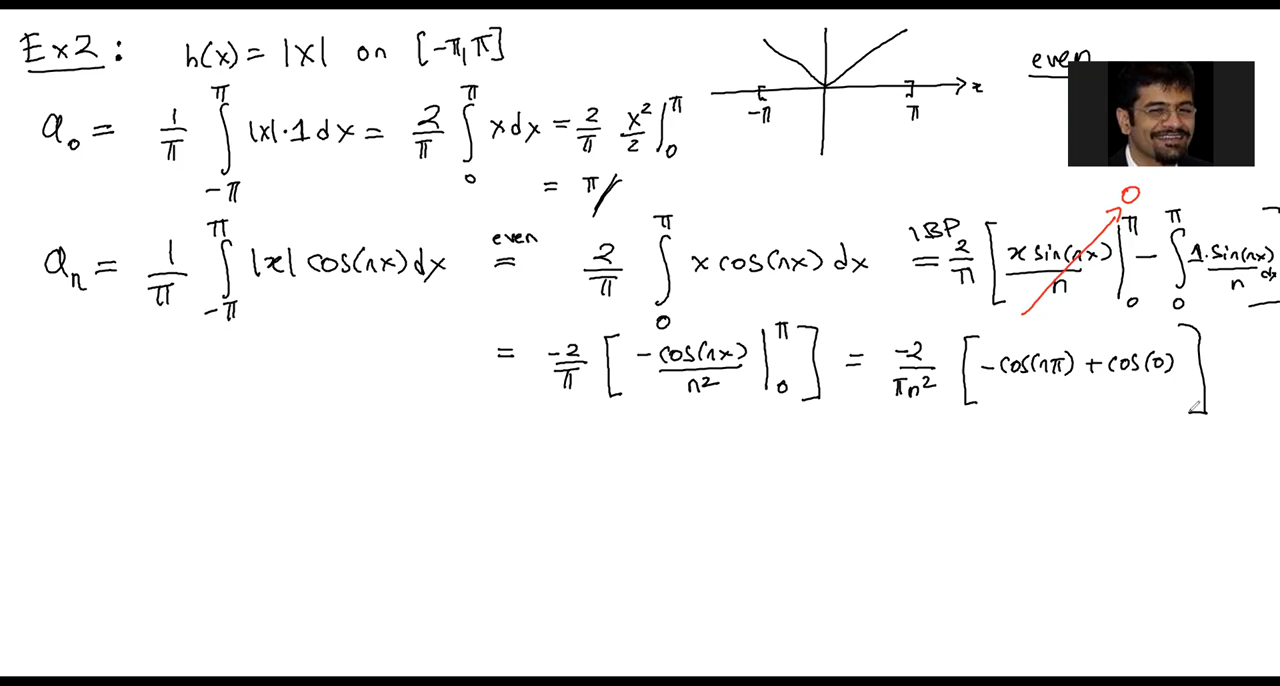 Ex2: h(x) = |x| on [-π, π]
even
-π π x
a₀ = 1/π ∫_{-π}^{π} |x|·1 dx = 2/π ∫_0^π x dx = 2/π x²/2 |_0^π
= π
aₙ = 1/π ∫_{-π}^{π} |x| cos(nx) dx =^{even} 2/π ∫_0^π x cos(nx) dx =^{IBP} 2/π [ x sin(nx)/n |_0^π - ∫_0^π 1·sin(nx)/n dx ]
0
= -2/π [ -cos(nx)/n² |_0^π ] = -2/(πn²) [ -cos(nπ) + cos(0) ]